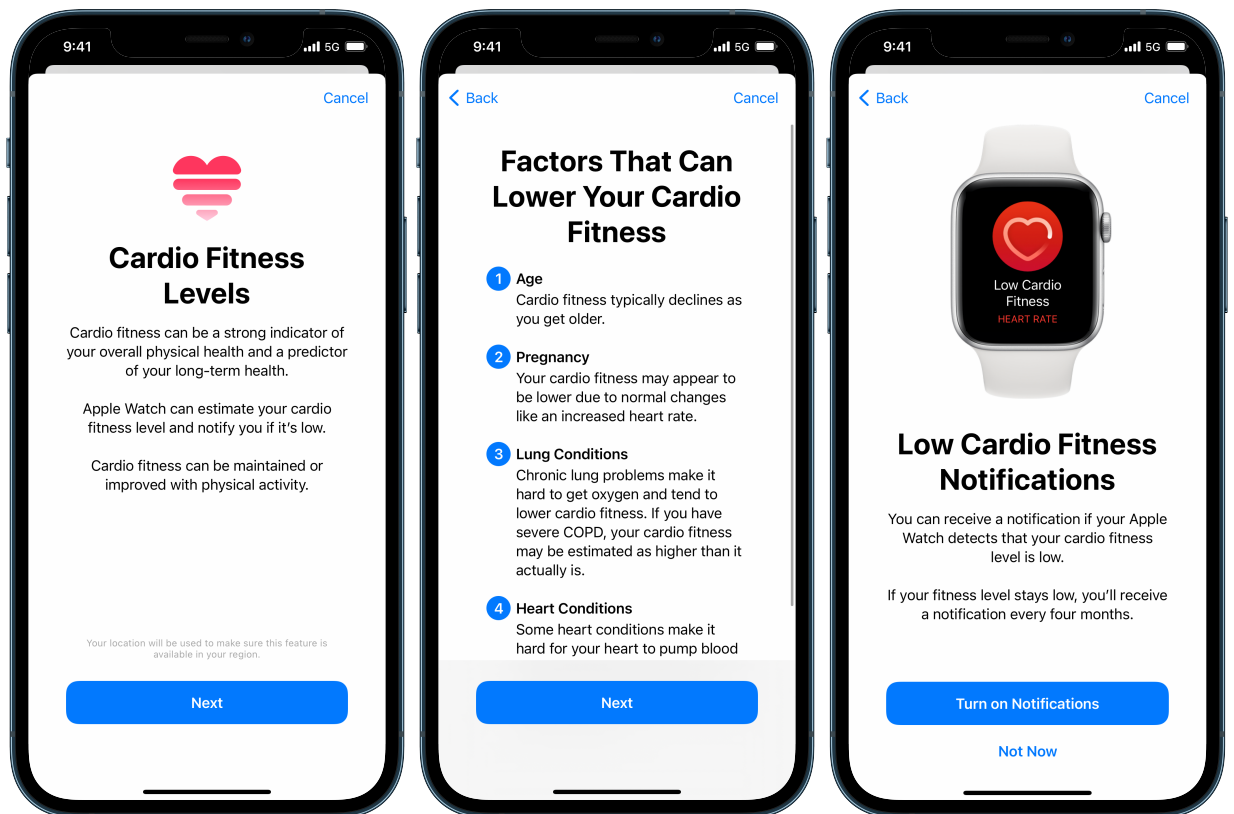 9:41
5G
Cancel
Cardio Fitness
Levels
Cardio fitness can be a strong indicator of
your overall physical health and a predictor
of your long-term health.
Apple Watch can estimate your cardio
fitness level and notify you if it's low.
Cardio fitness can be maintained or
improved with physical activity.
Your location will be used to make sure this feature is
available in your region.
Next
9:41
5G
Back
Cancel
Factors That Can
Lower Your Cardio
Fitness
1 Age
Cardio fitness typically declines as
you get older.
2 Pregnancy
Your cardio fitness may appear to
be lower due to normal changes
like an increased heart rate.
3 Lung Conditions
Chronic lung problems make it
hard to get oxygen and tend to
lower cardio fitness. If you have
severe COPD, your cardio fitness
may be estimated as higher than it
actually is.
4 Heart Conditions
Some heart conditions make it
hard for your heart to pump blood
Next
9:41
5G
Back
Cancel
Low Cardio
Fitness
HEART RATE
Low Cardio Fitness
Notifications
You can receive a notification if your Apple
Watch detects that your cardio fitness
level is low.
If your fitness level stays low, you'll receive
a notification every four months.
Turn on Notifications
Not Now